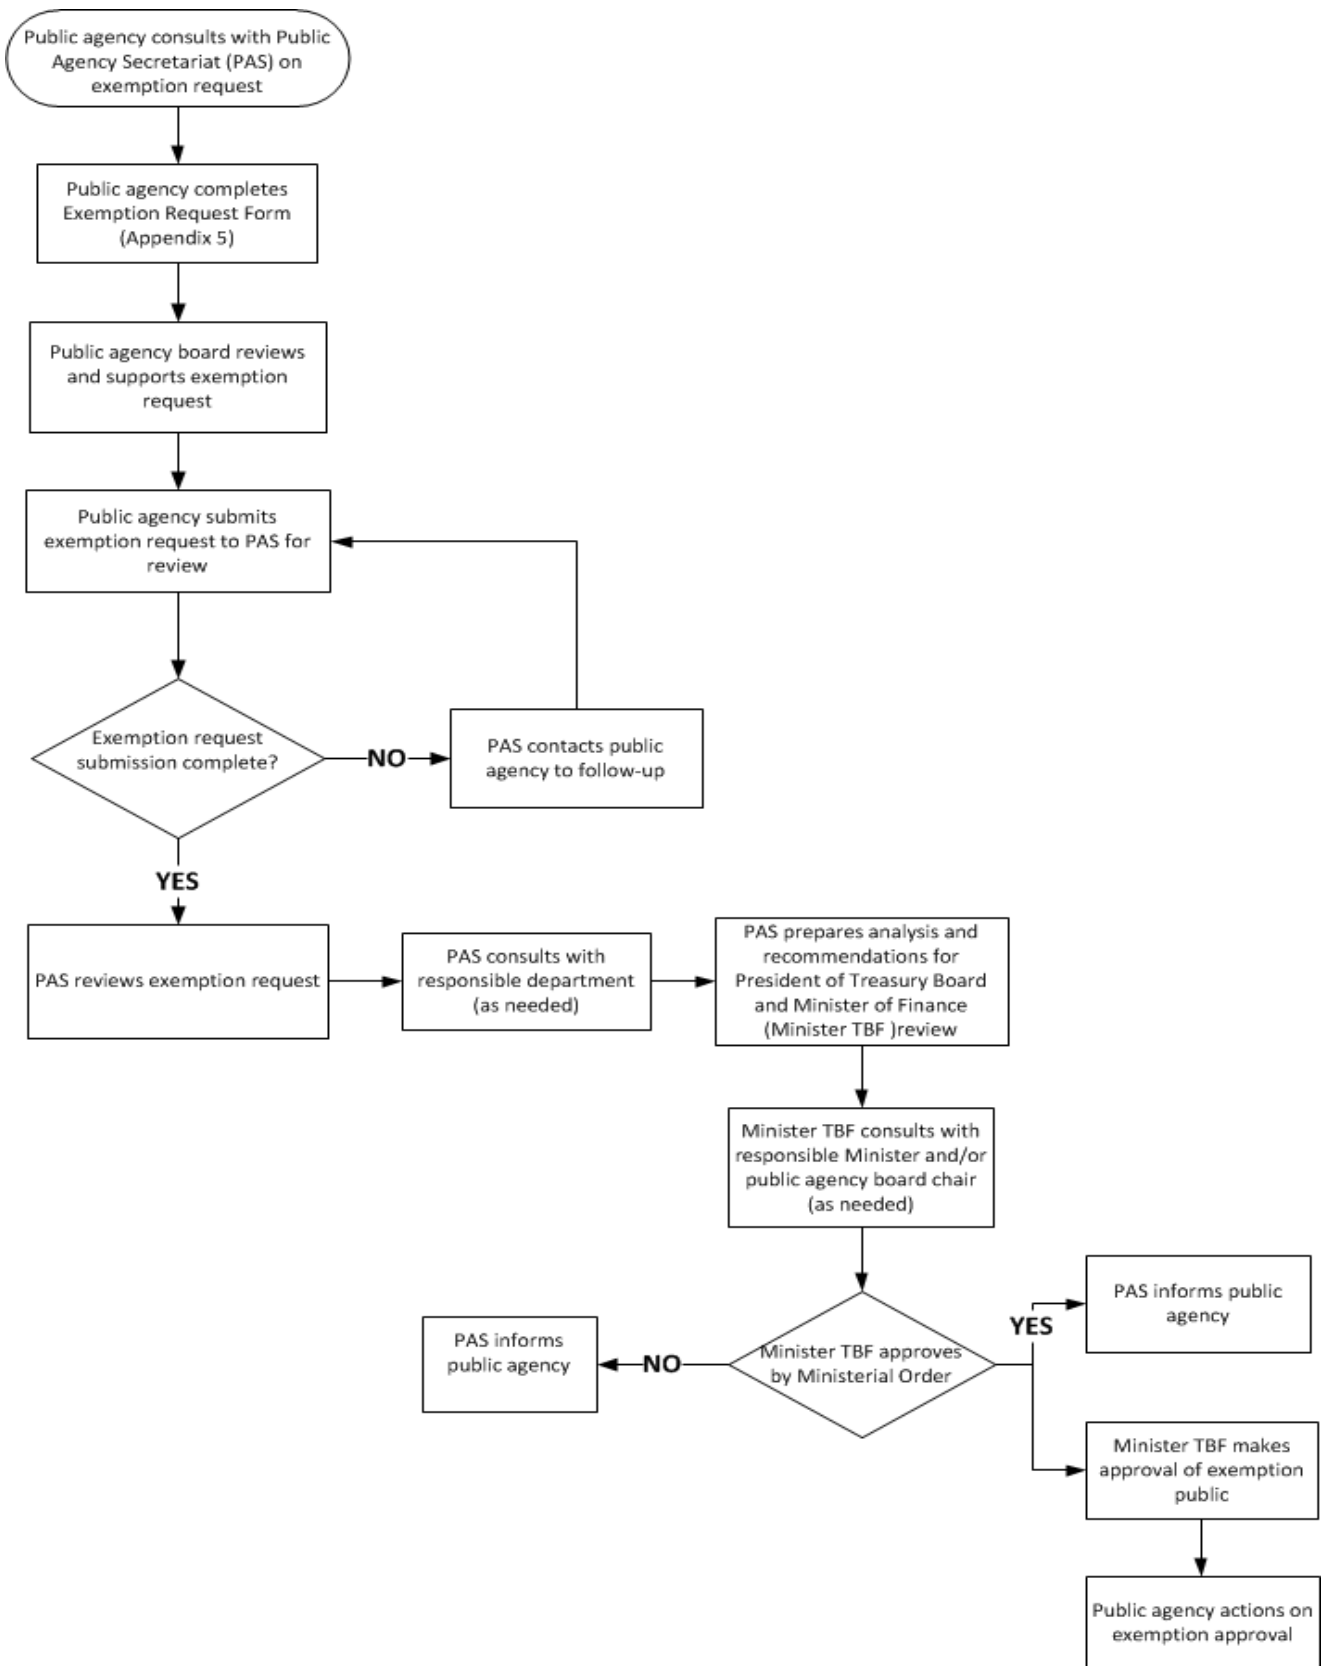 Public agency consults with Public
Agency Secretariat (PAS) on
exemption request
Public agency completes
Exemption Request Form
(Appendix 5)
Public agency board reviews
and supports exemption
request
Public agency submits
exemption request to PAS for
review
Exemption request
submission complete?
NO
PAS contacts public
agency to follow-up
YES
PAS reviews exemption request
PAS consults with
responsible department
(as needed)
PAS prepares analysis and
recommendations for
President of Treasury Board
and Minister of Finance
(Minister TBF )review
Minister TBF consults with
responsible Minister and/or
public agency board chair
(as needed)
Minister TBF approves
by Ministerial Order
NO
PAS informs
public agency
YES
PAS informs public
agency
Minister TBF makes
approval of exemption
public
Public agency actions on
exemption approval